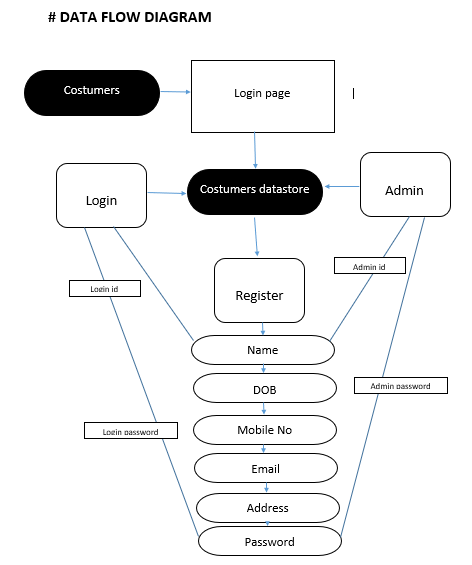 # DATA FLOW DIAGRAM
Costumers
Login page
Login
Costumers datastore
Admin
Admin id
Login id
Register
Name
DOB
Admin password
Mobile No
Login password
Email
Address
Password